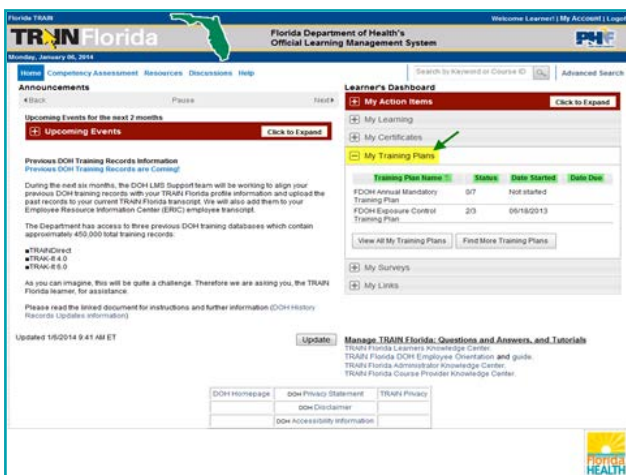 Florida TRAIN
Welcome Learner! | My Account | Logoff
TRAIN Florida
Florida Department of Health's
Official Learning Management System
PHF
Monday, January 06, 2014
Home Competency Assessment Resources Discussions Help
Search by Keyword or Course ID
Advanced Search
Announcements
Back Pause Next
Upcoming Events for the next 2 months
Upcoming Events Click to Expand
Previous DOH Training Records Information
Previous DOH Training Records are Coming!
During the next six months, the DOH LMS Support team will be working to align your
previous DOH training records with your TRAIN Florida profile information and upload the
past records to your current TRAIN Florida transcript. We will also add them to your
Employee Resource Information Center (ERIC) employee transcript.
The Department has access to three previous DOH training databases which contain
approximately 450,000 total training records:
■TRAINDirect
■TRAK-It 4.0
■TRAK-It 6.0
As you can imagine, this will be quite a challenge. Therefore we are asking you, the TRAIN
Florida learner, for assistance.
Please read the linked document for instructions and further information (DOH History
Records Updates information)
Updated 1/6/2014 9:41 AM ET
Update
Learner's Dashboard
My Action Items Click to Expand
My Learning
My Certificates
My Training Plans
Training Plan Name Status Date Started Date Due
FDOH Annual Mandatory 0/7 Not started
Training Plan
FDOH Exposure Control 2/3 06/18/2013
Training Plan
View All My Training Plans Find More Training Plans
My Surveys
My Links
Manage TRAIN Florida: Questions and Answers, and Tutorials
TRAIN Florida Learners Knowledge Center.
TRAIN Florida DOH Employee Orientation and guide.
TRAIN Florida Administrator Knowledge Center.
TRAIN Florida Course Provider Knowledge Center.
DOH Homepage DOH Privacy Statement TRAIN Privacy
DOH Disclaimer
DOH Accessibility Information
Florida
HEALTH